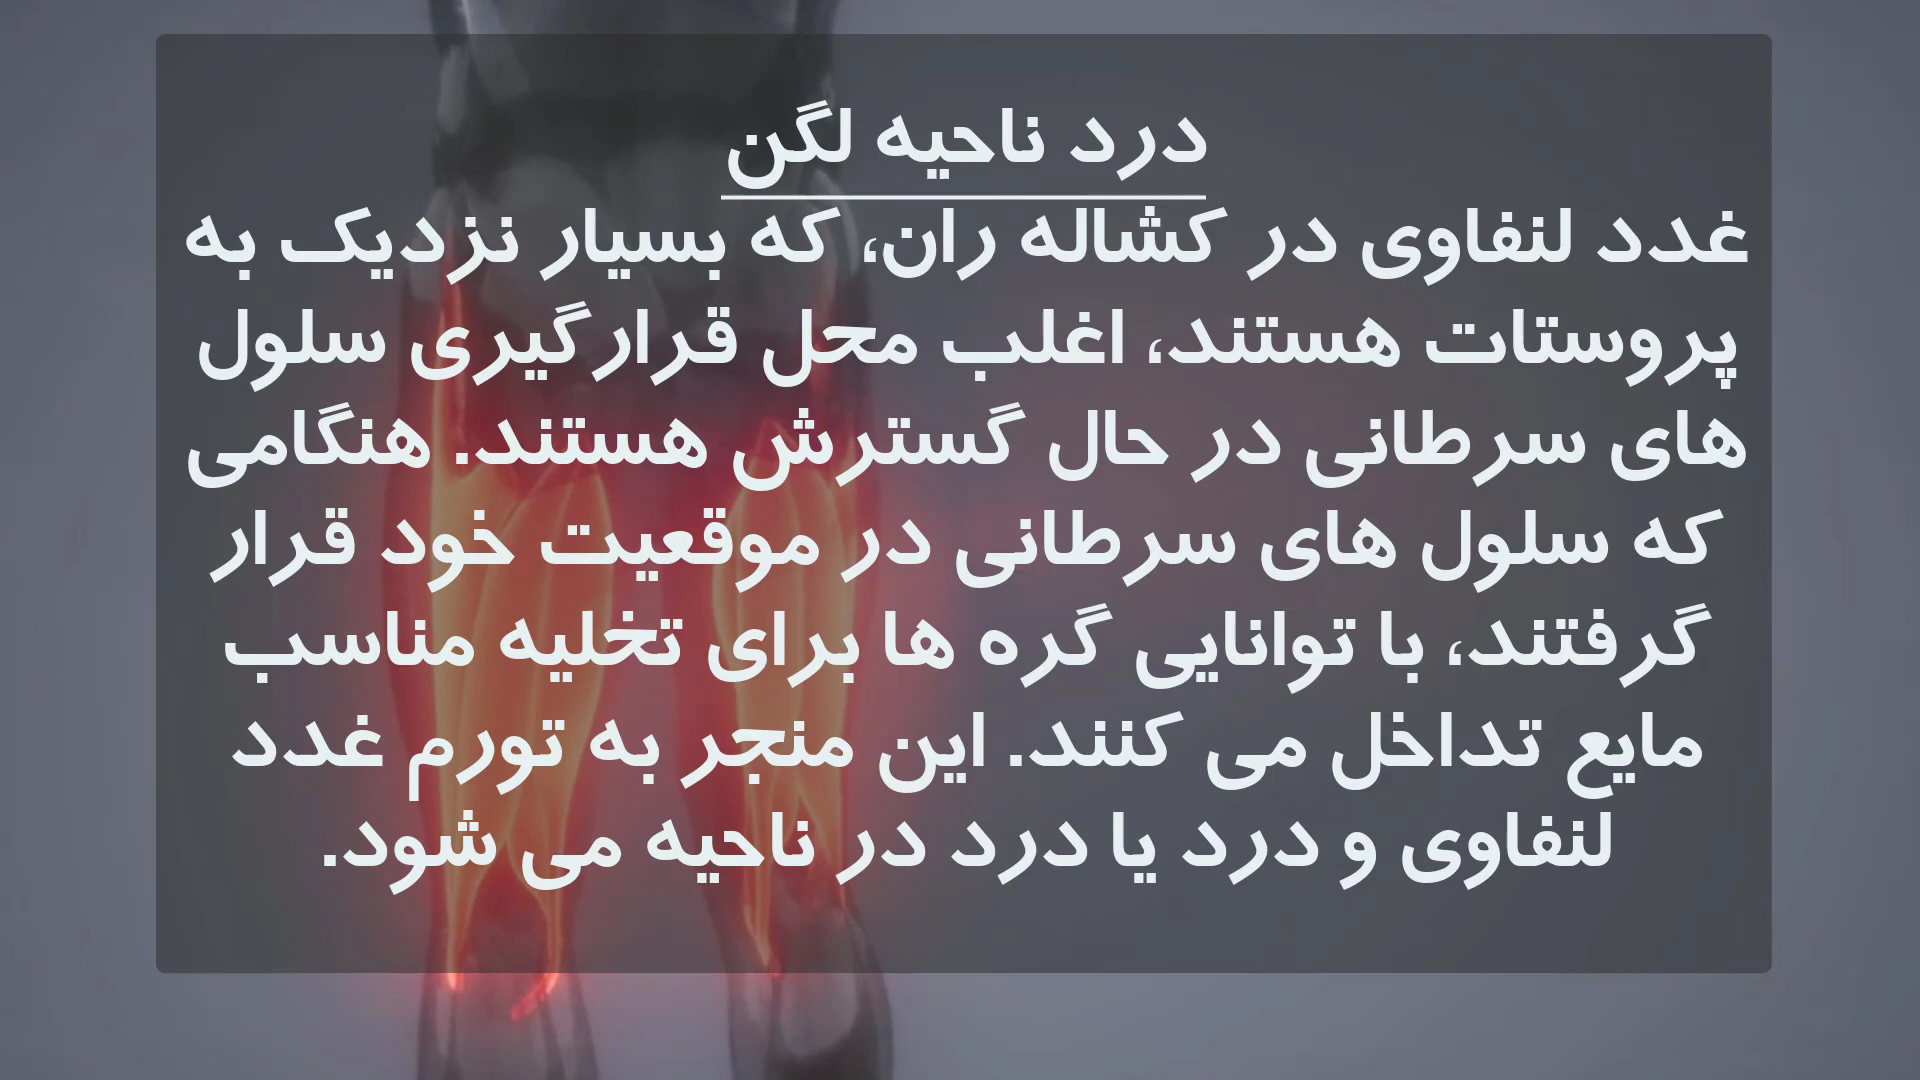 درد ناحیه لگن
غدد لنفاوی در کشاله ران، که بسیار نزدیک به
پروستات هستند، اغلب محل قرارگیری سلول
های سرطانی در حال گسترش هستند. هنگامی
که سلول های سرطانی در موقعیت خود قرار
گرفتند، با توانایی گره ها برای تخلیه مناسب
مایع تداخل می کنند. این منجر به تورم غدد
لنفاوی و درد یا درد در ناحیه می شود.